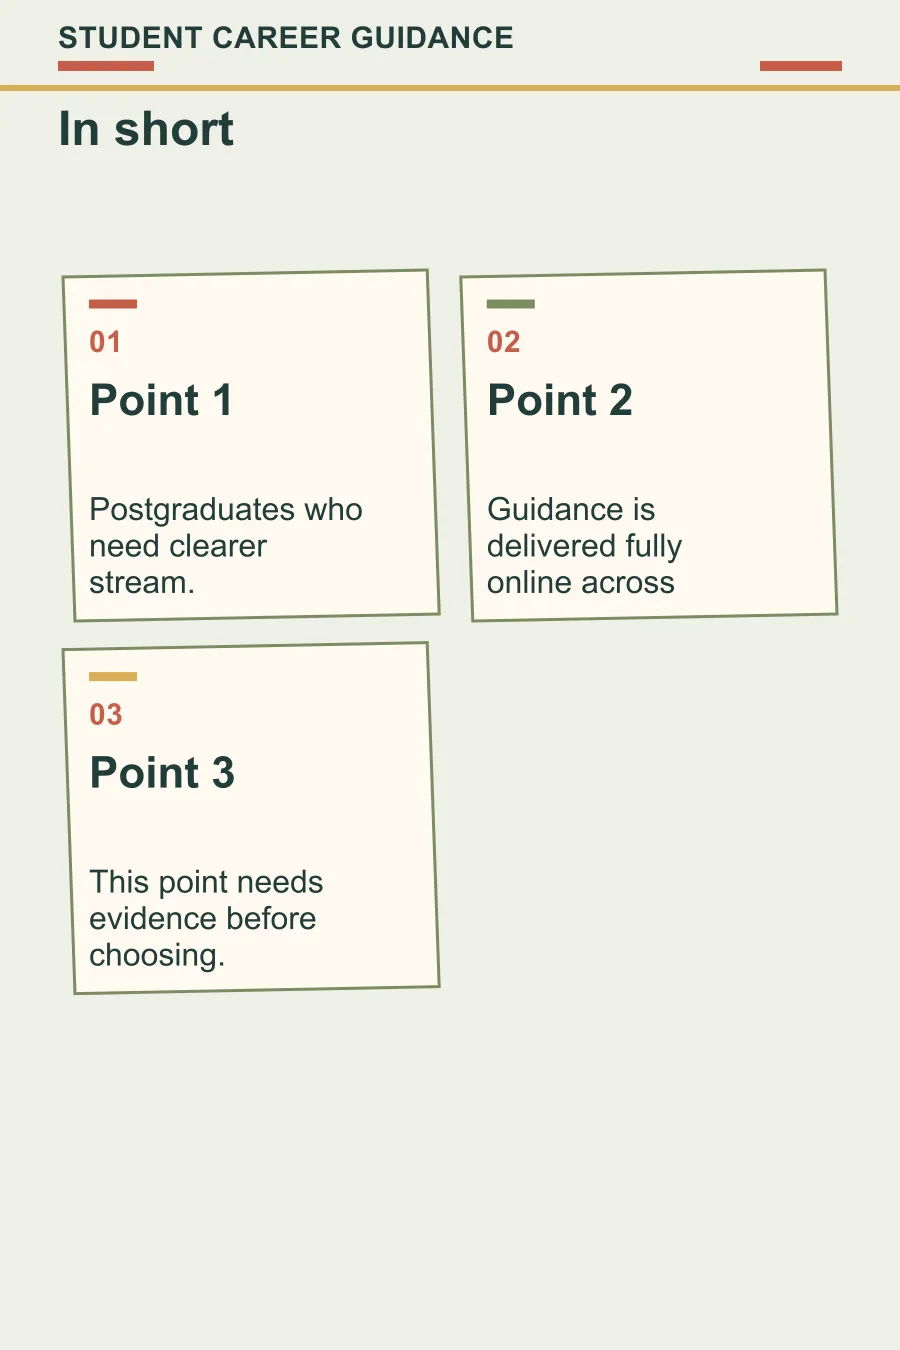 STUDENT CAREER GUIDANCE
In short
01
Point 1
Postgraduates who
need clearer
stream.
02
Point 2
Guidance is
delivered fully
online across
03
Point 3
This point needs
evidence before
choosing.